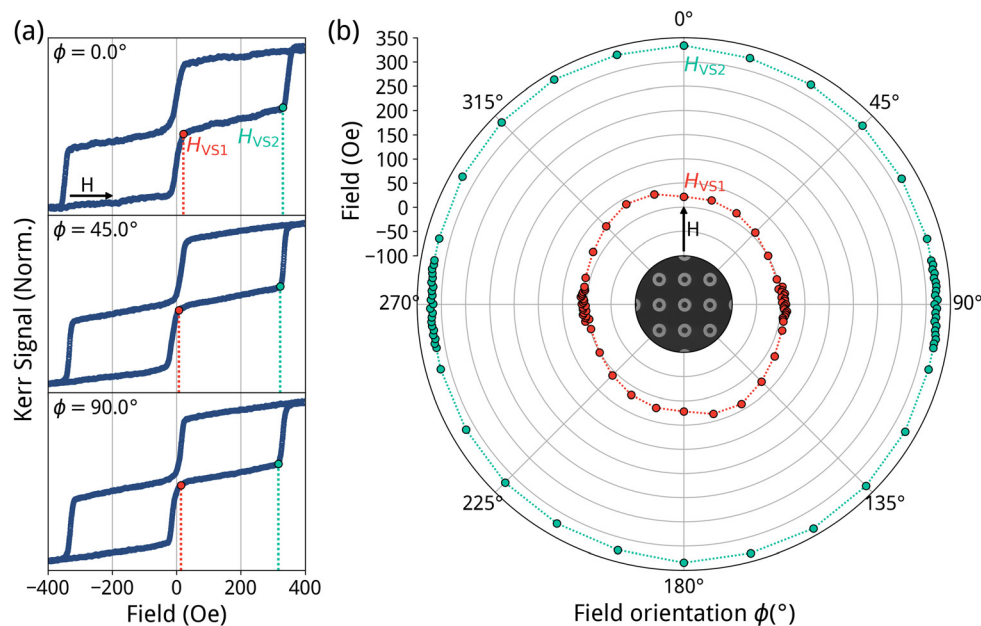 (a)
ϕ = 0.0°
H
H_VS1
H_VS2
ϕ = 45.0°
ϕ = 90.0°
Kerr Signal (Norm.)
−400 −200 0 200 400
Field (Oe)
(b)
0°
45°
90°
135°
180°
225°
270°
315°
350
300
250
200
150
100
50
0
−50
−100
Field (Oe)
H_VS2
H_VS1
H
Field orientation ϕ(°)